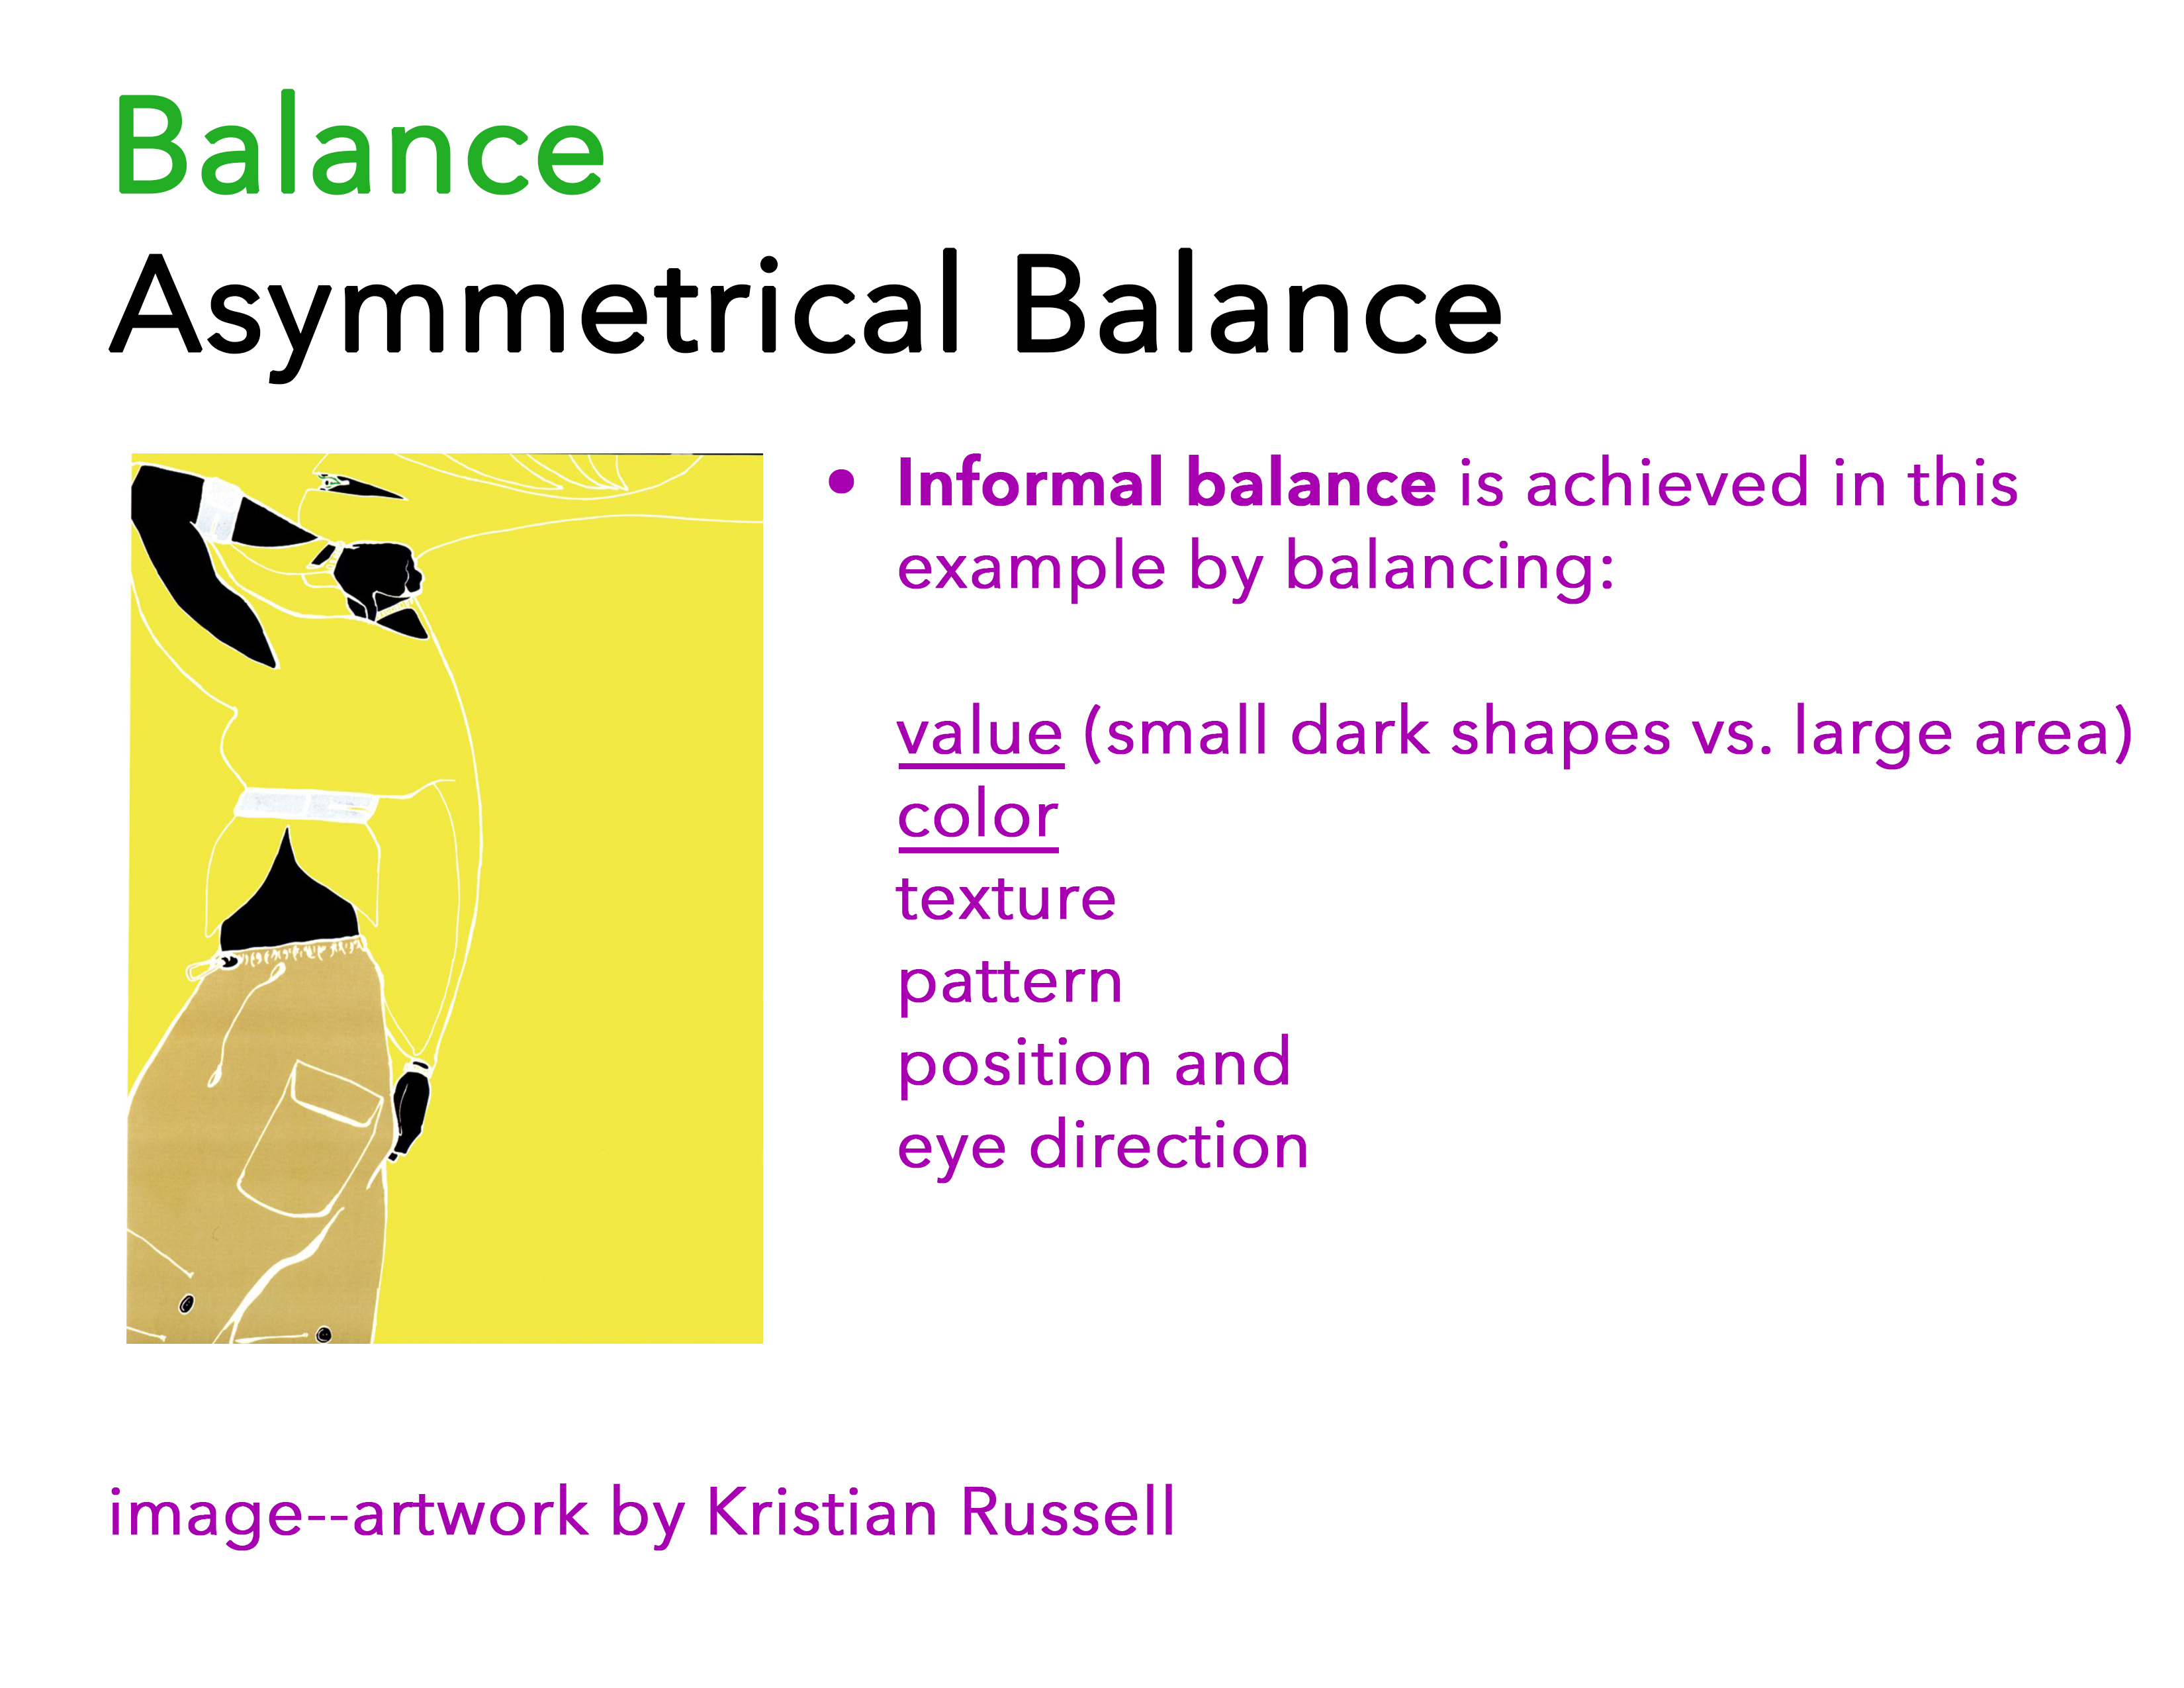 Balance
Asymmetrical Balance
• Informal balance is achieved in this
example by balancing:
value (small dark shapes vs. large area)
color
texture
pattern
position and
eye direction
image--artwork by Kristian Russell